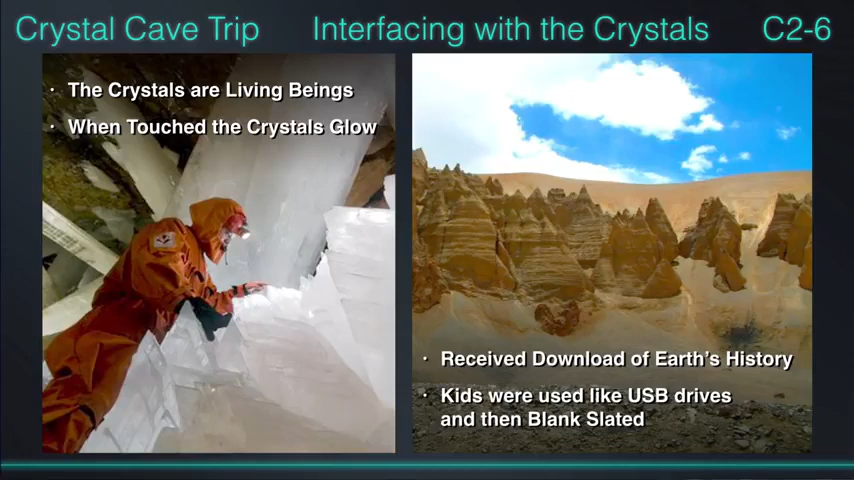 Crystal Cave Trip Interfacing with the Crystals C2-6
· The Crystals are Living Beings
· When Touched the Crystals Glow
· Received Download of Earth's History
· Kids were used like USB drives
and then Blank Slated